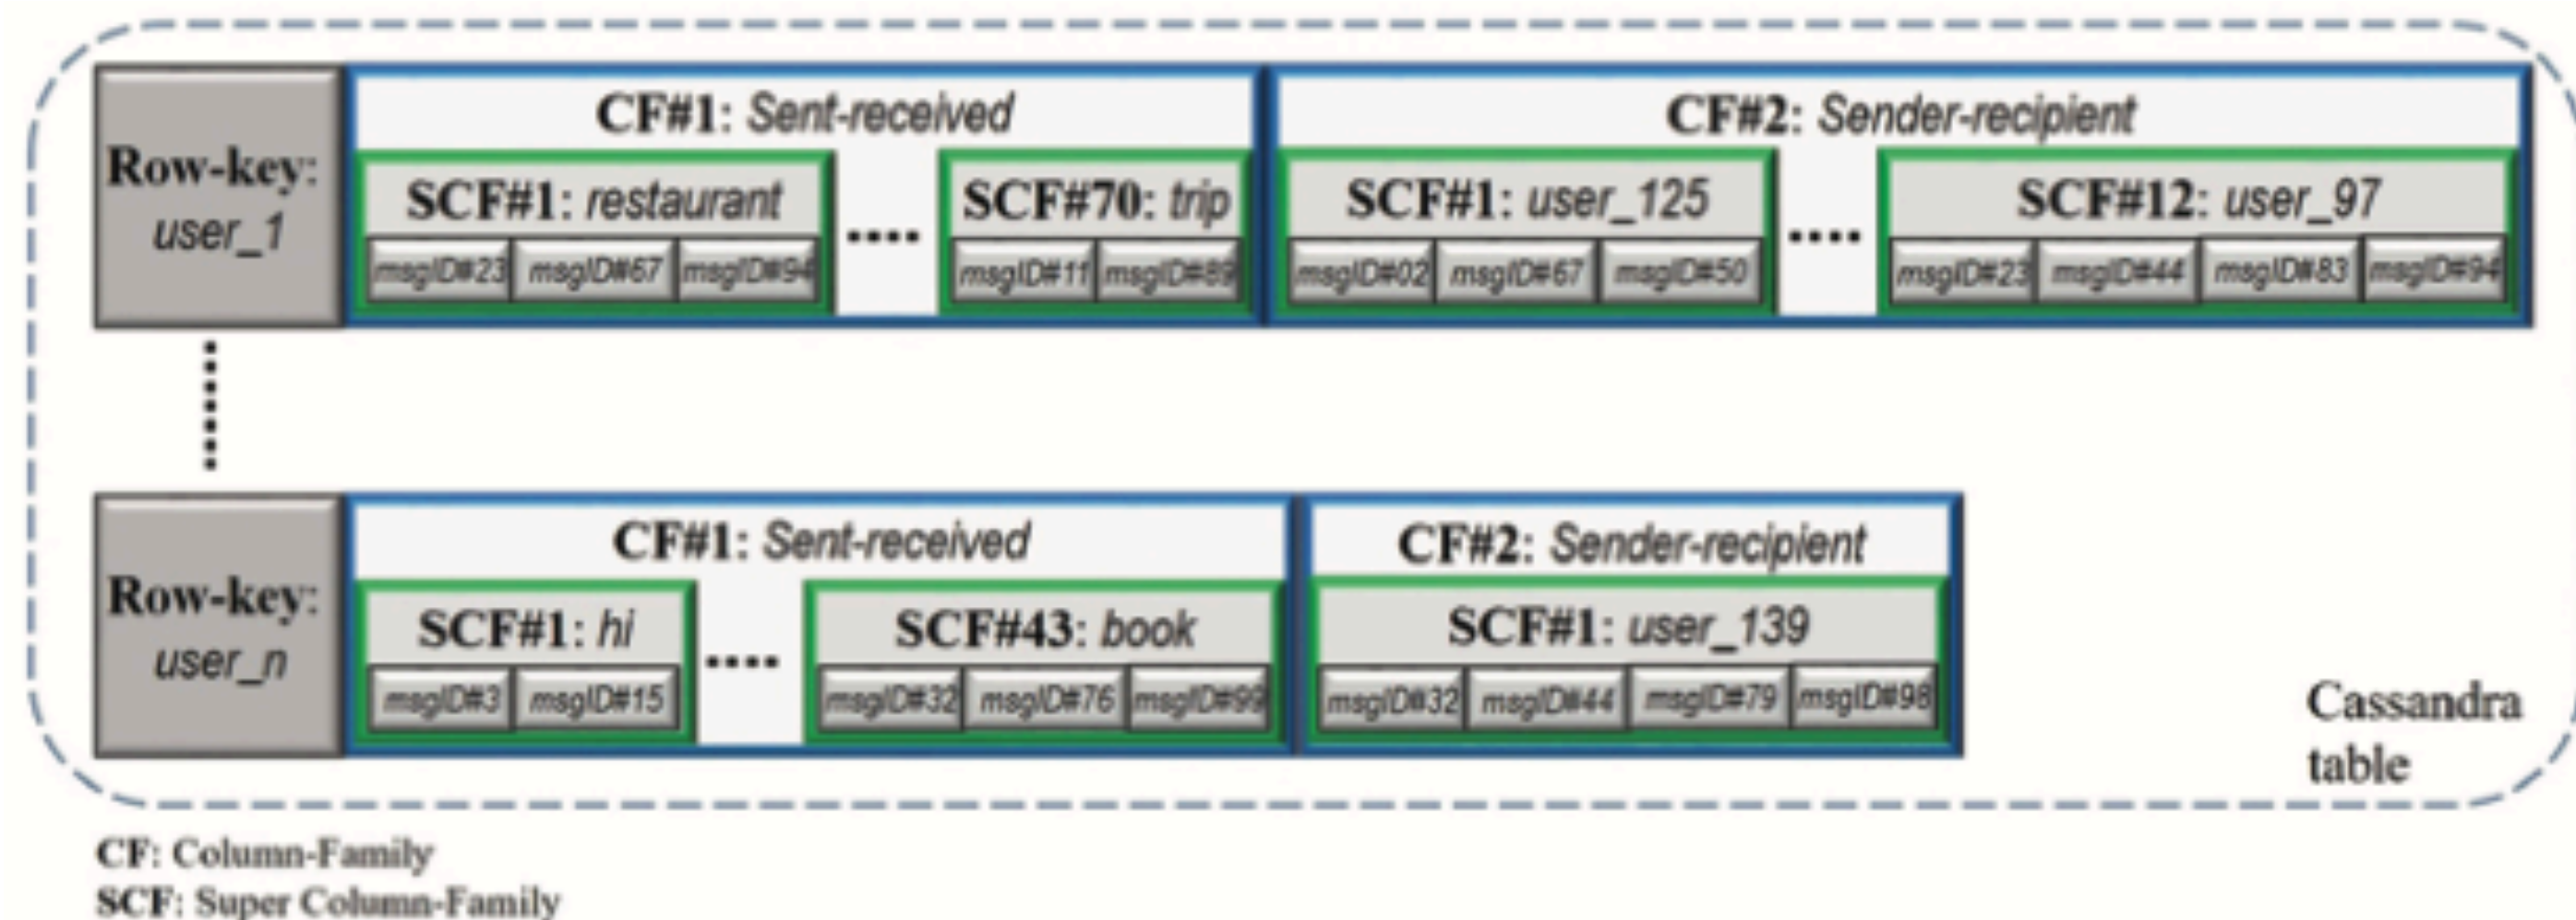 CF#1: Sent-received
CF#2: Sender-recipient
Row-key:
user_1
SCF#1: restaurant
msgID#23 msgID#67 msgID#94
....
SCF#70: trip
msgID#11 msgID#89
SCF#1: user_125
msgID#02 msgID#67 msgID#50
....
SCF#12: user_97
msgID#23 msgID#44 msgID#83 msgID#94
CF#1: Sent-received
CF#2: Sender-recipient
Row-key:
user_n
SCF#1: hi
msgID#3 msgID#15
....
SCF#43: book
msgID#32 msgID#76 msgID#99
SCF#1: user_139
msgID#32 msgID#44 msgID#79 msgID#98
Cassandra
table
CF: Column-Family
SCF: Super Column-Family